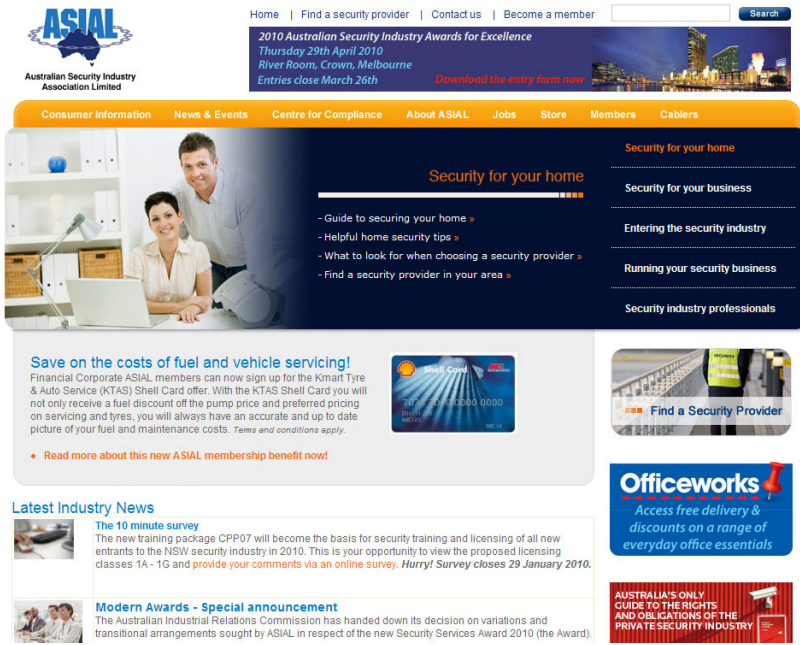 ASIAL
Australian Security Industry
Association Limited
Home | Find a security provider | Contact us | Become a member
Search
2010 Australian Security Industry Awards for Excellence
Thursday 29th April 2010
River Room, Crown, Melbourne
Entries close March 26th
Download the entry form now
Consumer Information News & Events Centre for Compliance About ASIAL Jobs Store Members Cablers
Security for your home
- Guide to securing your home »
- Helpful home security tips »
- What to look for when choosing a security provider »
- Find a security provider in your area »
Security for your home
Security for your business
Entering the security industry
Running your security business
Security industry professionals
Save on the costs of fuel and vehicle servicing!
Financial Corporate ASIAL members can now sign up for the Kmart Tyre
& Auto Service (KTAS) Shell Card offer. With the KTAS Shell Card you will
not only receive a fuel discount off the pump price and preferred pricing
on servicing and tyres, you will always have an accurate and up to date
picture of your fuel and maintenance costs. Terms and conditions apply.
• Read more about this new ASIAL membership benefit now!
Shell Card
SECURITY
Find a Security Provider
Officeworks
Access free delivery &
discounts on a range of
everyday office essentials
Latest Industry News
The 10 minute survey
The new training package CPP07 will become the basis for security training and licensing of all new
entrants to the NSW security industry in 2010. This is your opportunity to view the proposed licensing
classes 1A - 1G and provide your comments via an online survey. Hurry! Survey closes 29 January 2010.
Modern Awards - Special announcement
The Australian Industrial Relations Commission has handed down its decision on variations and
transitional arrangements sought by ASIAL in respect of the new Security Services Award 2010 (the Award).
AUSTRALIA'S ONLY
GUIDE TO THE RIGHTS
AND OBLIGATIONS OF THE
PRIVATE SECURITY INDUSTRY